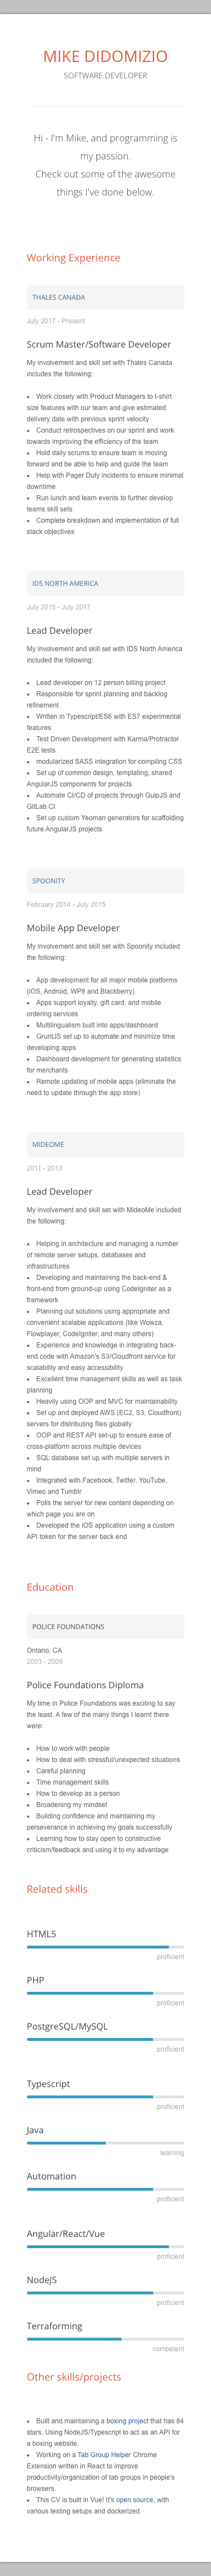 MIKE DIDOMIZIO
SOFTWARE DEVELOPER
Hi - I'm Mike, and programming is
my passion.
Check out some of the awesome
things I've done below.
Working Experience
THALES CANADA
July 2017 - Present
Scrum Master/Software Developer
My involvement and skill set with Thales Canada
includes the following:
• Work closely with Product Managers to t-shirt
size features with our team and give estimated
delivery date with previous sprint velocity
• Conduct retrospectives on our sprint and work
towards improving the efficiency of the team
• Hold daily scrums to ensure team is moving
forward and be able to help and guide the team
• Help with Pager Duty incidents to ensure minimal
downtime
• Run lunch and learn events to further develop
teams skill sets
• Complete breakdown and implementation of full
stack objectives
IDS NORTH AMERICA
July 2015 - July 2017
Lead Developer
My involvement and skill set with IDS North America
included the following:
• Lead developer on 12 person billing project
• Responsible for sprint planning and backlog
refinement
• Written in Typescript/ES6 with ES7 experimental
features
• Test Driven Development with Karma/Protractor
E2E tests
• modularized SASS integration for compiling CSS
• Set up of common design, templating, shared
AngularJS components for projects
• Automate CI/CD of projects through GulpJS and
GitLab CI
• Set up custom Yeoman generators for scaffolding
future AngularJS projects
SPOONITY
February 2014 - July 2015
Mobile App Developer
My involvement and skill set with Spoonity included
the following:
• App development for all major mobile platforms
(iOS, Android, WP8 and Blackberry)
• Apps support loyalty, gift card, and mobile
ordering services
• Multilingualism built into apps/dashboard
• GruntJS set up to automate and minimize time
developing apps
• Dashboard development for generating statistics
for merchants
• Remote updating of mobile apps (eliminate the
need to update through the app store)
MIDEOME
2011 - 2013
Lead Developer
My involvement and skill set with MideoMe included
the following:
• Helping in architecture and managing a number
of remote server setups, databases and
infrastructures
• Developing and maintaining the back-end &
front-end from ground-up using CodeIgniter as a
framework
• Planning out solutions using appropriate and
convenient scalable applications (like Wowza,
Flowplayer, CodeIgniter, and many others)
• Experience and knowledge in integrating back-
end code with Amazon's S3/Cloudfront service for
scalability and easy accessibility
• Excellent time management skills as well as task
planning
• Heavily using OOP and MVC for maintainability
• Set up and deployed AWS (EC2, S3, Cloudfront)
servers for distributing files globally
• OOP and REST API set-up to ensure ease of
cross-platform across multiple devices
• SQL database set up with multiple servers in
mind
• Integrated with Facebook, Twitter, YouTube,
Vimeo and Tumblr
• Polls the server for new content depending on
which page you are on
• Developed the iOS application using a custom
API token for the server back end
Education
POLICE FOUNDATIONS
Ontario, CA
2003 - 2005
Police Foundations Diploma
My time in Police Foundations was exciting to say
the least. A few of the many things I learnt there
were:
• How to work with people
• How to deal with stressful/unexpected situations
• Careful planning
• Time management skills
• How to develop as a person
• Broadening my mindset
• Building confidence and maintaining my
perseverance in achieving my goals successfully
• Learning how to stay open to constructive
criticism/feedback and using it to my advantage
Related skills
HTML5
proficient
PHP
proficient
PostgreSQL/MySQL
proficient
Typescript
proficient
Java
learning
Automation
proficient
Angular/React/Vue
proficient
NodeJS
proficient
Terraforming
competent
Other skills/projects
• Built and maintaining a boxing project that has 84
stars. Using NodeJS/Typescript to act as an API for
a boxing website.
• Working on a Tab Group Helper Chrome
Extension written in React to improve
productivity/organization of tab groups in people's
browsers.
• This CV is built in Vue! It's open source, with
various testing setups and dockerized.